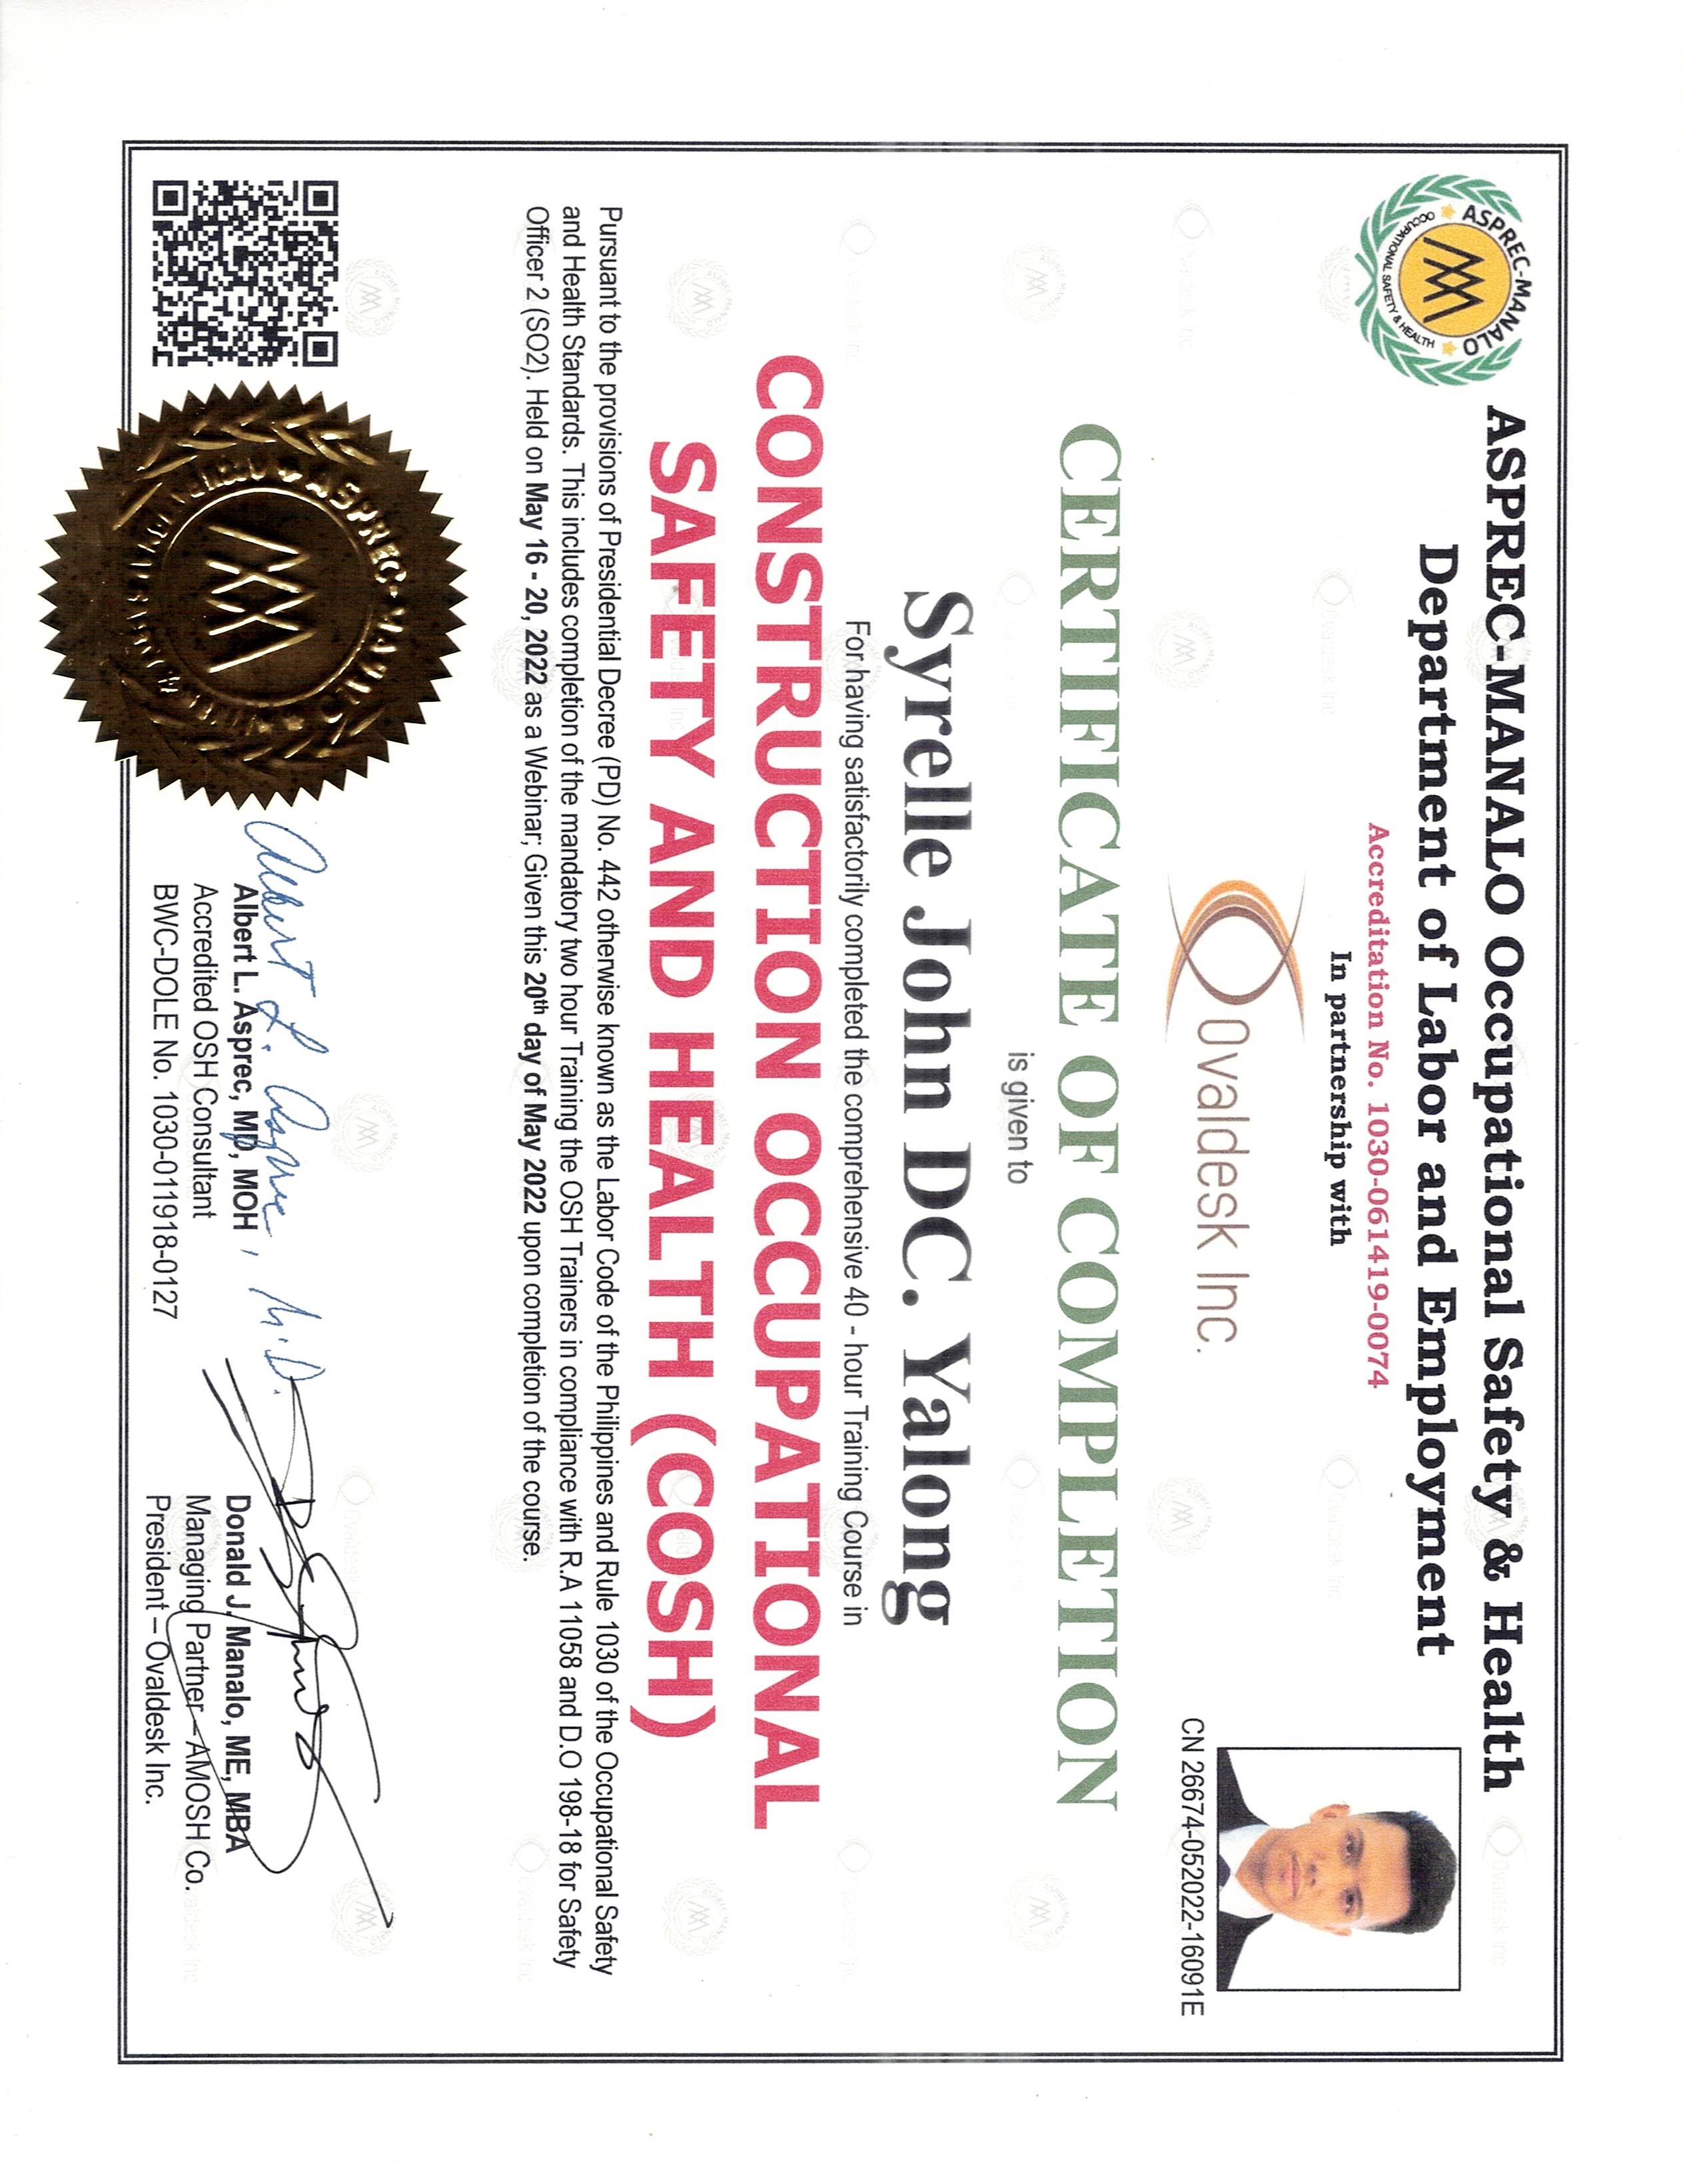 ASPREC-MANALO
OCCUPATIONAL SAFETY & HEALTH
ASPREC-MANALO Occupational Safety & Health
Department of Labor and Employment
Accreditation No. 1030-061419-0074
In partnership with
Ovaldesk Inc.
CN 26674-052022-16091E
CERTIFICATE OF COMPLETION
is given to
Syrelle John DC. Yalong
For having satisfactorily completed the comprehensive 40 - hour Training Course in
CONSTRUCTION OCCUPATIONAL
SAFETY AND HEALTH (COSH)
Pursuant to the provisions of Presidential Decree (PD) No. 442 otherwise known as the Labor Code of the Philippines and Rule 1030 of the Occupational Safety
and Health Standards. This includes completion of the mandatory two hour Training the OSH Trainers in compliance with R.A 11058 and D.O 198-18 for Safety
Officer 2 (SO2). Held on May 16 - 20, 2022 as a Webinar; Given this 20th day of May 2022 upon completion of the course.
ASPREC-MANALO
Albert L. Asprec, M.D.
Albert L. Asprec, MD, MOH
Accredited OSH Consultant
BWC-DOLE No. 1030-011918-0127
Donald J. Manalo, ME, MBA
Managing Partner – AMOSH Co.
President – Ovaldesk Inc.